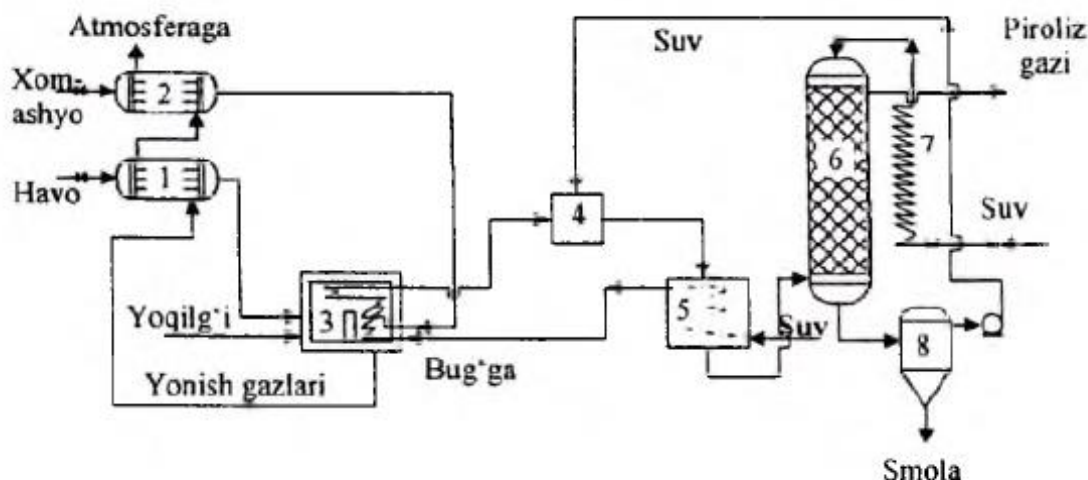 Atmosferaga
Xom-
ashyo
2
Havo
1
Yoqilg‘i
3
Yonish gazlari
Bug‘ga
Suv
4
5
Suv
6
7
Piroliz
gazi
Suv
8
Smola